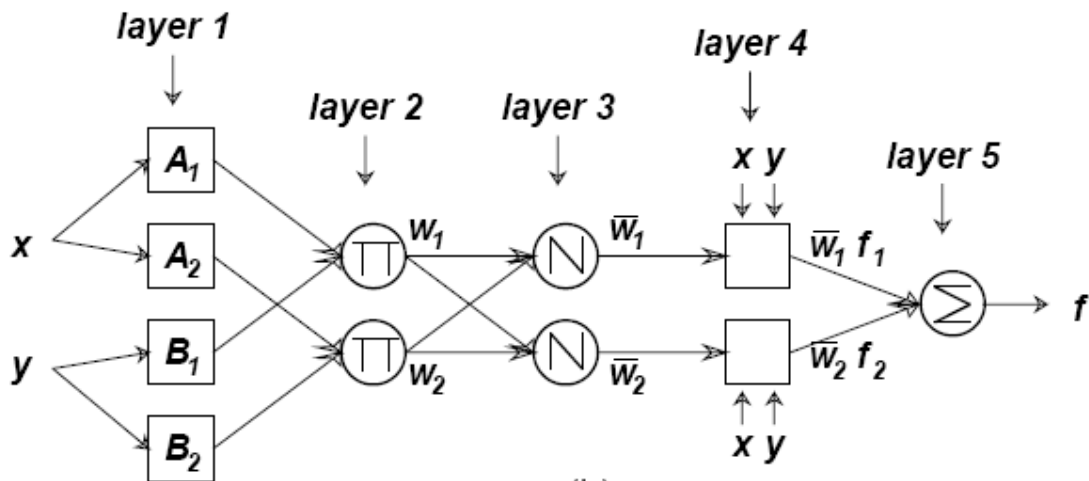 layer 1
layer 4
layer 2
layer 3
x y
layer 5
A₁
x
A₂
Π
w₁
N
w̅₁
w̅₁ f₁
Σ
f
y
B₁
Π
w₂
N
w̅₂
w̅₂ f₂
B₂
x y